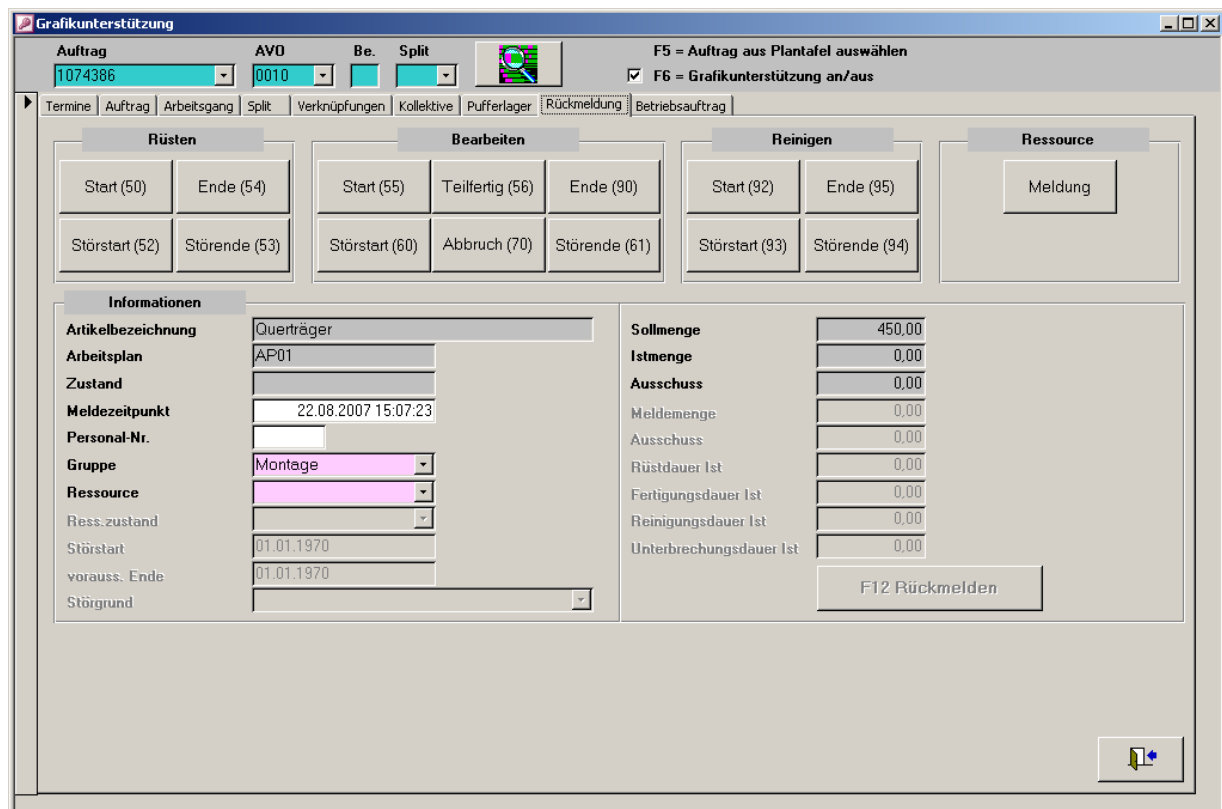 Grafikunterstützung
Auftrag AVO Be. Split F5 = Auftrag aus Plantafel auswählen
1074386 0010 F6 = Grafikunterstützung an/aus
Termine Auftrag Arbeitsgang Split Verknüpfungen Kollektive Pufferlager Rückmeldung Betriebsauftrag
Rüsten Bearbeiten Reinigen Ressource
Start (50) Ende (54) Start (55) Teilfertig (56) Ende (90) Start (92) Ende (95) Meldung
Störstart (52) Störende (53) Störstart (60) Abbruch (70) Störende (61) Störstart (93) Störende (94)
Informationen
Artikelbezeichnung Querträger Sollmenge 450,00
Arbeitsplan AP01 Istmenge 0,00
Zustand Ausschuss 0,00
Meldezeitpunkt 22.08.2007 15:07:23 Meldemenge 0,00
Personal-Nr. Ausschuss 0,00
Gruppe Montage Rüstdauer Ist 0,00
Ressource Fertigungsdauer Ist 0,00
Ress.zustand Reinigungsdauer Ist 0,00
Störstart 01.01.1970 Unterbrechungsdauer Ist 0,00
vorauss. Ende 01.01.1970
Störgrund F12 Rückmelden